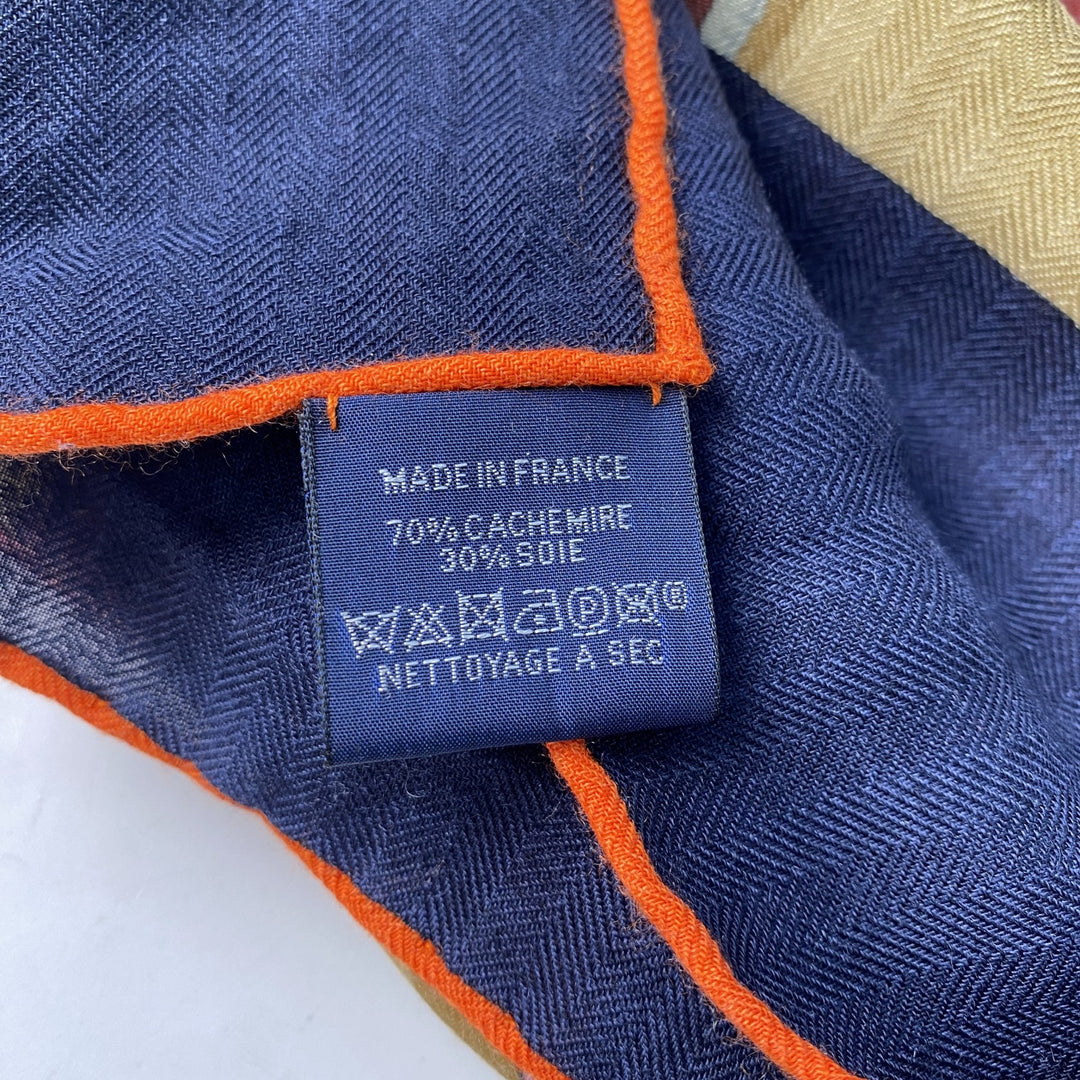 MADE IN FRANCE
70% CACHEMIRE
30% SOIE
P ®
NETTOYAGE A SEC